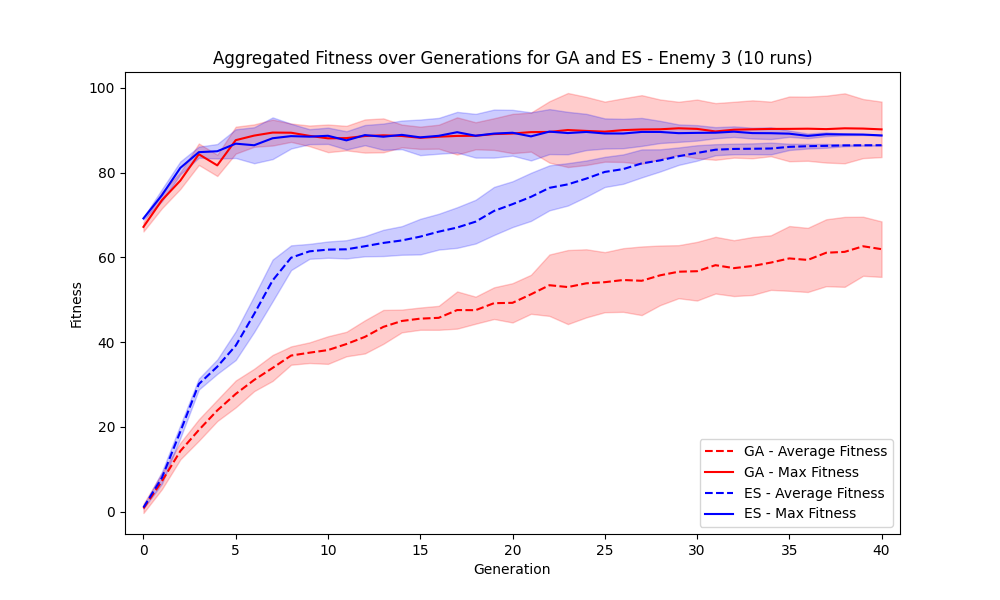 Aggregated Fitness over Generations for GA and ES - Enemy 3 (10 runs)
100
80
60
40
20
0
Fitness
0 5 10 15 20 25 30 35 40
Generation
GA - Average Fitness
GA - Max Fitness
ES - Average Fitness
ES - Max Fitness